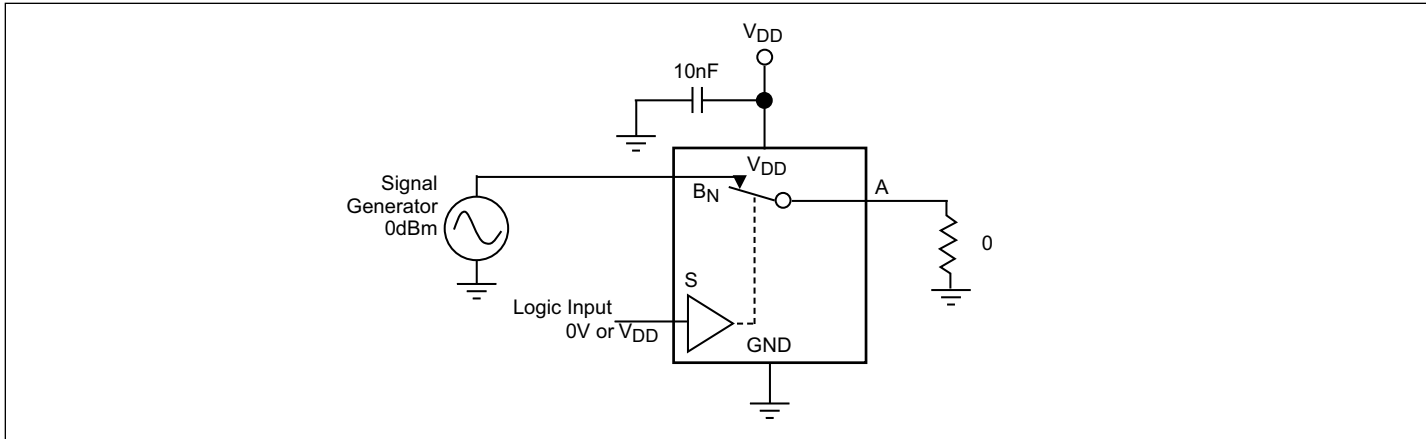 VDD
10nF
VDD
Signal
Generator
0dBm
BN
A
0
S
Logic Input
0V or VDD
GND